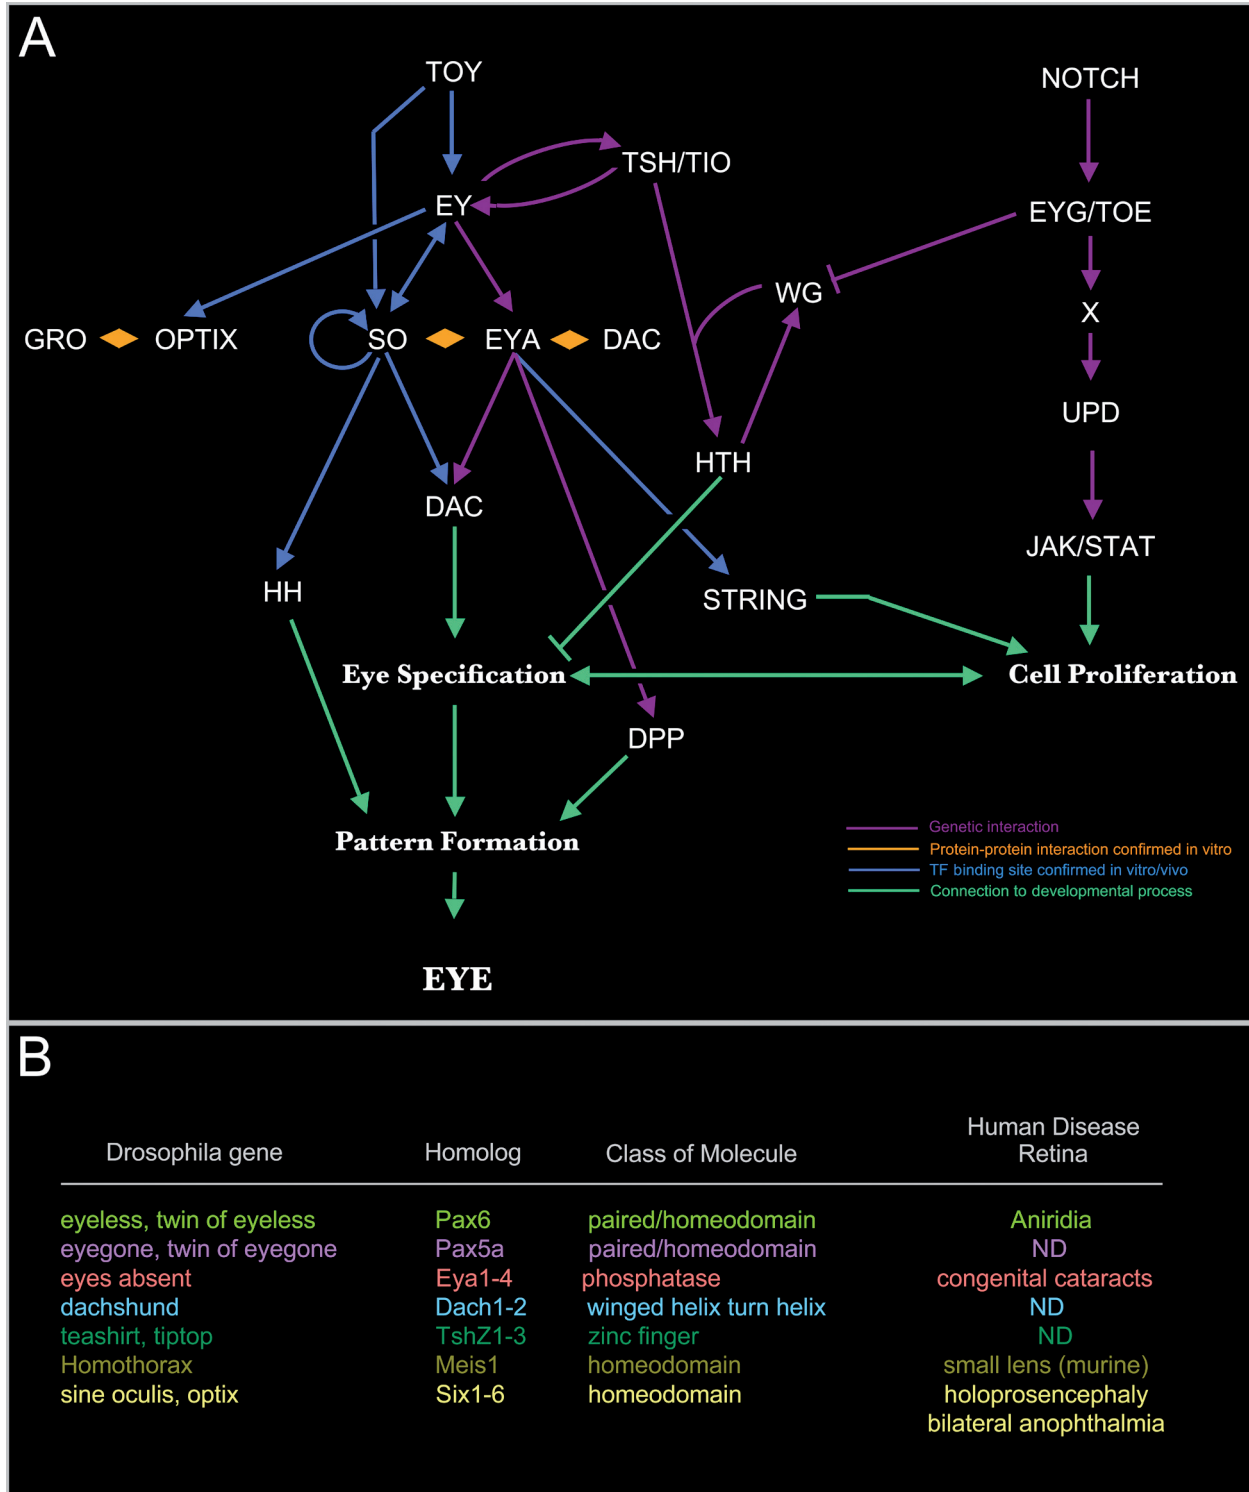 A
TOY
NOTCH
TSH/TIO
EY
EYG/TOE
WG
X
GRO
OPTIX
SO
EYA
DAC
UPD
HTH
DAC
JAK/STAT
HH
STRING
Eye Specification
Cell Proliferation
DPP
Pattern Formation
Genetic interaction
Protein-protein interaction confirmed in vitro
TF binding site confirmed in vitro/vivo
Connection to developmental process
EYE
B
Drosophila gene Homolog Class of Molecule Human Disease
Retina
eyeless, twin of eyeless Pax6 paired/homeodomain Aniridia
eyegone, twin of eyegone Pax5a paired/homeodomain ND
eyes absent Eya1-4 phosphatase congenital cataracts
dachshund Dach1-2 winged helix turn helix ND
teashirt, tiptop TshZ1-3 zinc finger ND
Homothorax Meis1 homeodomain small lens (murine)
sine oculis, optix Six1-6 homeodomain holoprosencephaly
bilateral anophthalmia